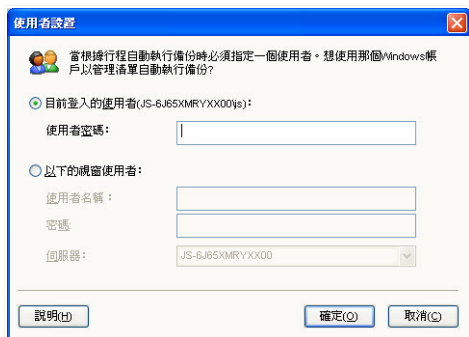 使用者設置
當根據行程自動執行備份時必須指定一個使用者。想使用那個Windows帳
戶以管理清單自動執行備份?
目前登入的使用者(JS-6J65XMRYXX00\js):
使用者密碼:
以下的視窗使用者:
使用者名稱:
密碼
伺服器: JS-6J65XMRYXX00
說明(H) 確定(O) 取消(C)